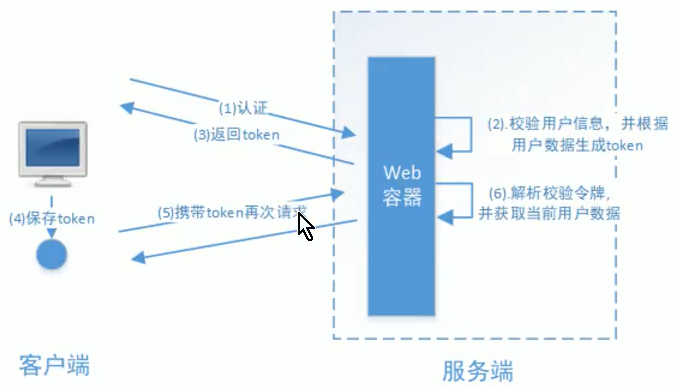 (1)认证
(3)返回token
(2).校验用户信息，并根据
用户数据生成token
Web
容器
(4)保存token
(5)携带token再次请求
(6).解析校验令牌,
并获取当前用户数据
客户端
服务端